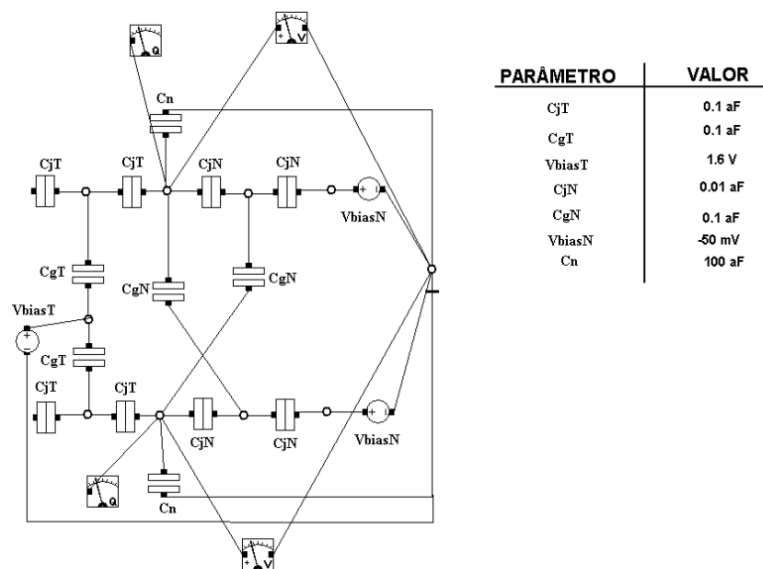 Q
+ V
Cn
CjT CjT CjN CjN
VbiasN
CgT CgN CgN
VbiasT
CgT
CjT CjT CjN CjN
VbiasN
Q
Cn
+ V
PARÂMETRO VALOR
CjT 0.1 aF
CgT 0.1 aF
VbiasT 1.6 V
CjN 0.01 aF
CgN 0.1 aF
VbiasN -50 mV
Cn 100 aF